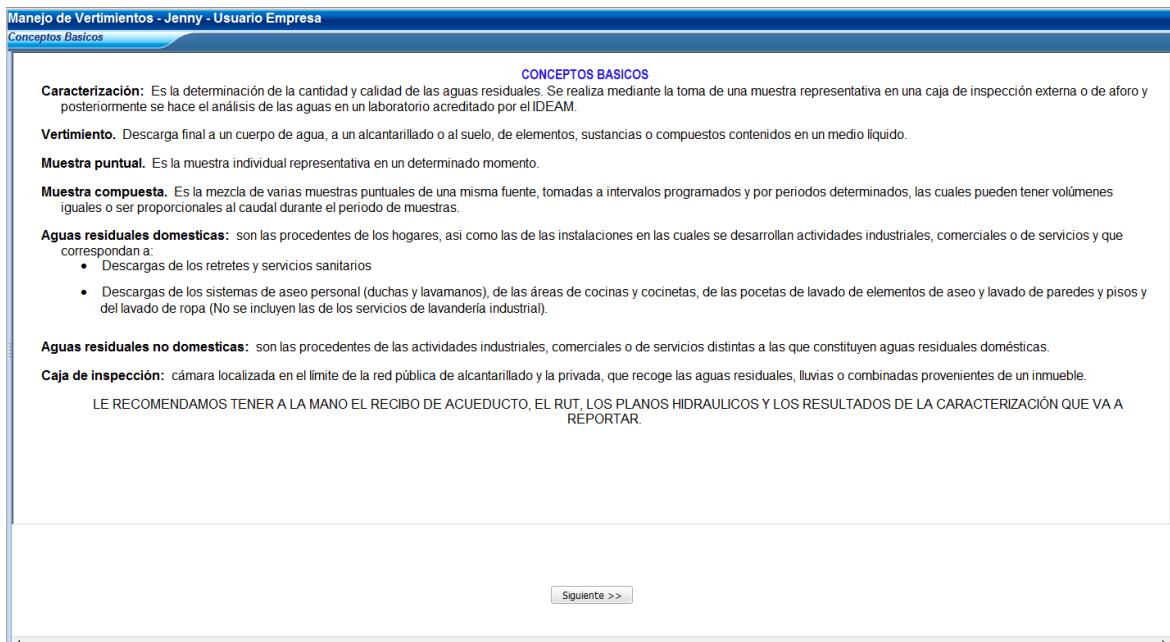 Manejo de Vertimientos - Jenny - Usuario Empresa
Conceptos Basicos
CONCEPTOS BASICOS
Caracterización: Es la determinación de la cantidad y calidad de las aguas residuales. Se realiza mediante la toma de una muestra representativa en una caja de inspección externa o de aforo y
posteriormente se hace el análisis de las aguas en un laboratorio acreditado por el IDEAM.
Vertimiento. Descarga final a un cuerpo de agua, a un alcantarillado o al suelo, de elementos, sustancias o compuestos contenidos en un medio líquido.
Muestra puntual. Es la muestra individual representativa en un determinado momento.
Muestra compuesta. Es la mezcla de varias muestras puntuales de una misma fuente, tomadas a intervalos programados y por periodos determinados, las cuales pueden tener volúmenes
iguales o ser proporcionales al caudal durante el periodo de muestras.
Aguas residuales domesticas: son las procedentes de los hogares, asi como las de las instalaciones en las cuales se desarrollan actividades industriales, comerciales o de servicios y que
correspondan a:
• Descargas de los retretes y servicios sanitarios
• Descargas de los sistemas de aseo personal (duchas y lavamanos), de las áreas de cocinas y cocinetas, de las pocetas de lavado de elementos de aseo y lavado de paredes y pisos y
del lavado de ropa (No se incluyen las de los servicios de lavandería industrial).
Aguas residuales no domesticas: son las procedentes de las actividades industriales, comerciales o de servicios distintas a las que constituyen aguas residuales domésticas.
Caja de inspección: cámara localizada en el límite de la red pública de alcantarillado y la privada, que recoge las aguas residuales, lluvias o combinadas provenientes de un inmueble.
LE RECOMENDAMOS TENER A LA MANO EL RECIBO DE ACUEDUCTO, EL RUT, LOS PLANOS HIDRAULICOS Y LOS RESULTADOS DE LA CARACTERIZACIÓN QUE VA A
REPORTAR.
Siguiente >>